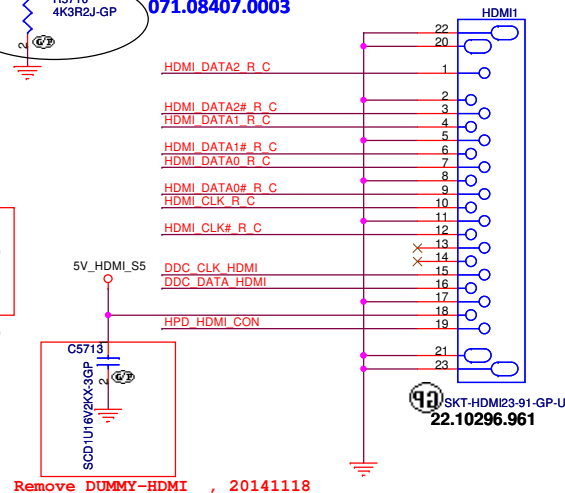 4K3R2J-GP
071.08407.0003
2
G/P
HDMI1
22
20
HDMI_DATA2_R_C
1
2
HDMI_DATA2#_R_C
3
HDMI_DATA1_R_C
4
5
HDMI_DATA1#_R_C
6
HDMI_DATA0_R_C
7
8
HDMI_DATA0#_R_C
9
HDMI_CLK_R_C
10
11
HDMI_CLK#_R_C
12
13
14
5V_HDMI_S5
DDC_CLK_HDMI
15
DDC_DATA_HDMI
16
17
18
HPD_HDMI_CON
19
C5713
1
21
2
G/P
23
SCD1U16V2KX-3GP
SKT-HDMI23-91-GP-U
22.10296.961
Remove DUMMY-HDMI , 20141118